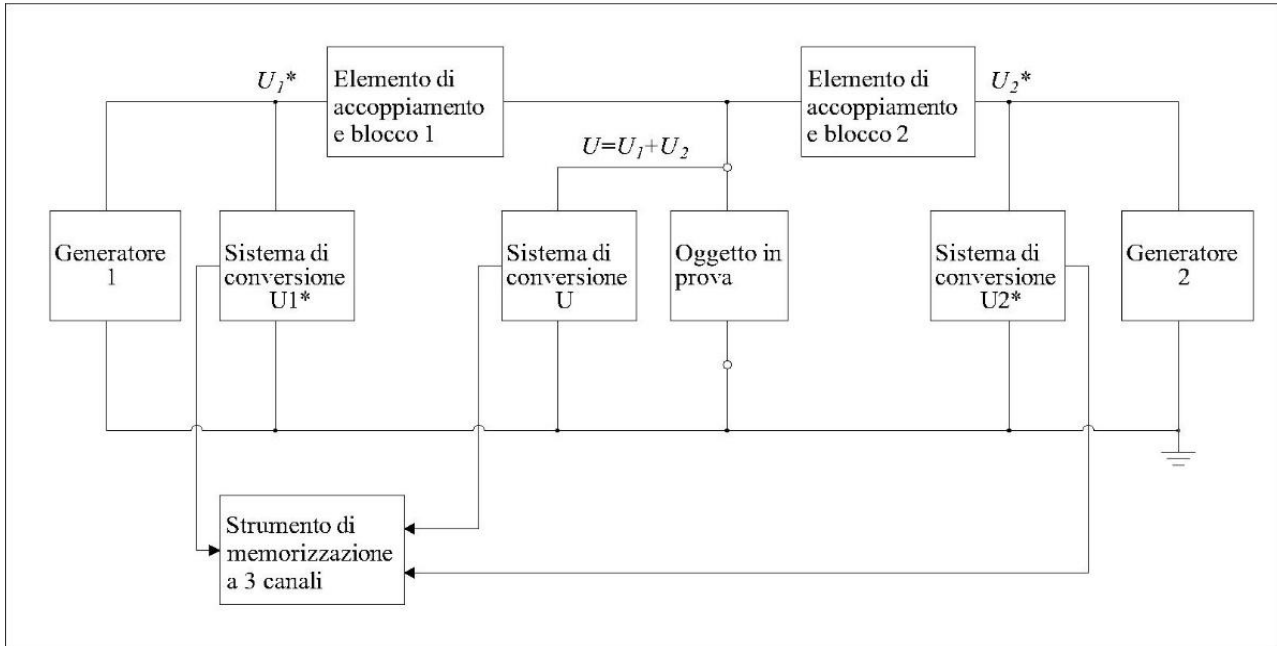 U₁*
Elemento di
accoppiamento
e blocco 1
U=U₁+U₂
Elemento di
accoppiamento
e blocco 2
U₂*
Generatore
1
Sistema di
conversione
U1*
Sistema di
conversione
U
Oggetto in
prova
Sistema di
conversione
U2*
Generatore
2
Strumento di
memorizzazione
a 3 canali